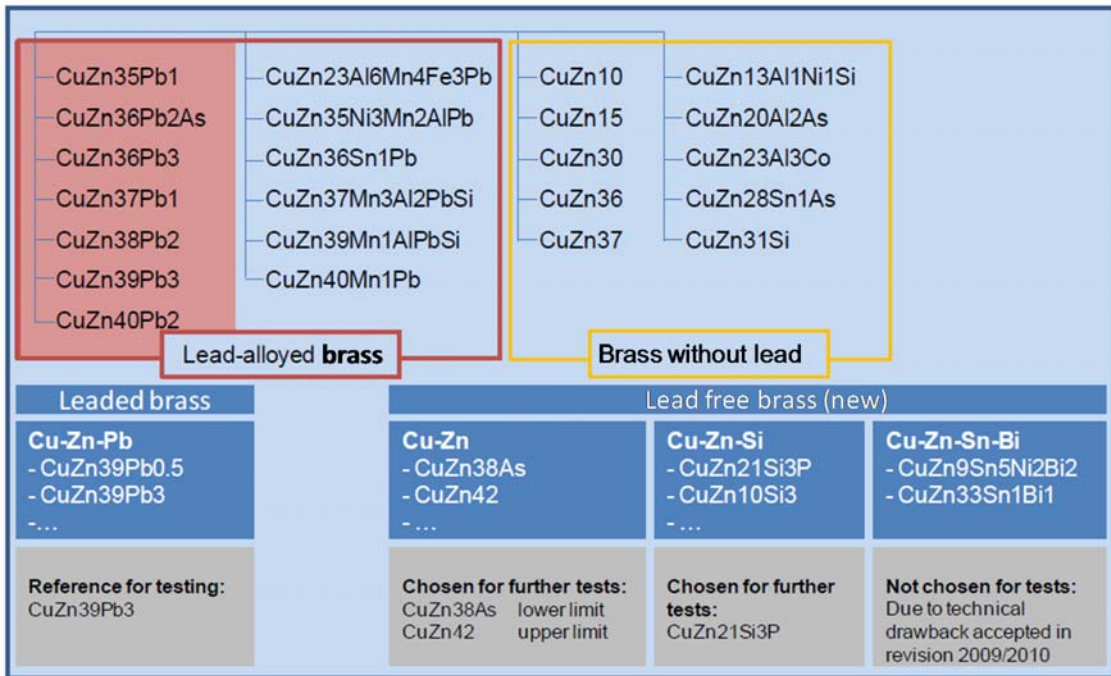 CuZn35Pb1
CuZn36Pb2As
CuZn36Pb3
CuZn37Pb1
CuZn38Pb2
CuZn39Pb3
CuZn40Pb2
CuZn23Al6Mn4Fe3Pb
CuZn35Ni3Mn2AlPb
CuZn36Sn1Pb
CuZn37Mn3Al2PbSi
CuZn39Mn1AlPbSi
CuZn40Mn1Pb
Lead-alloyed brass
CuZn10
CuZn15
CuZn30
CuZn36
CuZn37
CuZn13Al1Ni1Si
CuZn20Al2As
CuZn23Al3Co
CuZn28Sn1As
CuZn31Si
Brass without lead
Leaded brass
Cu-Zn-Pb
- CuZn39Pb0.5
- CuZn39Pb3
-...
Reference for testing:
CuZn39Pb3
Lead free brass (new)
Cu-Zn
- CuZn38As
- CuZn42
- ...
Chosen for further tests:
CuZn38As lower limit
CuZn42 upper limit
Cu-Zn-Si
- CuZn21Si3P
- CuZn10Si3
- ...
Chosen for further
tests:
CuZn21Si3P
Cu-Zn-Sn-Bi
- CuZn9Sn5Ni2Bi2
- CuZn33Sn1Bi1
Not chosen for tests:
Due to technical
drawback accepted in
revision 2009/2010